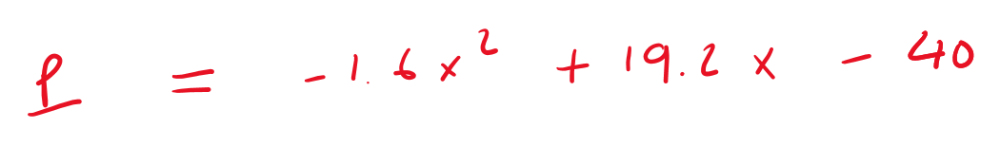 P = -1.6x² + 19.2x - 40